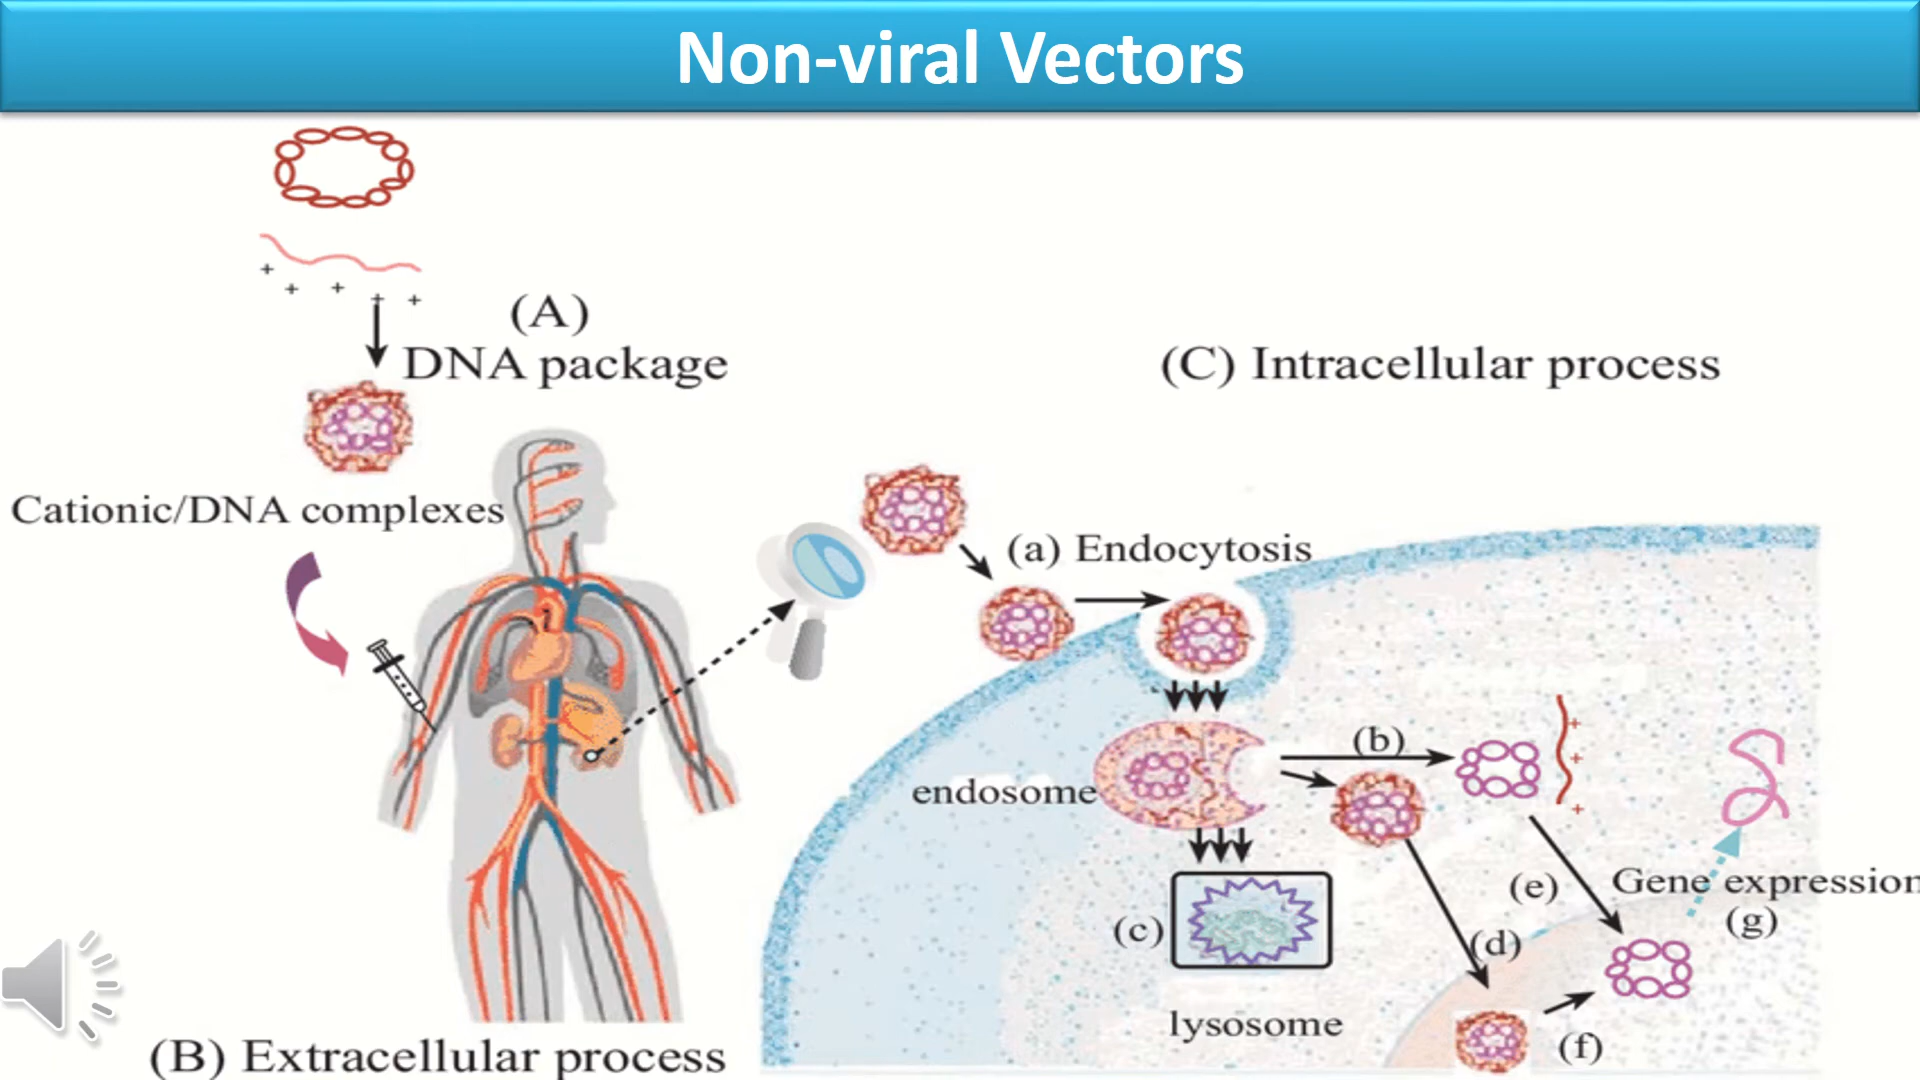 Non-viral Vectors
+ + + + +
(A)
DNA package
Cationic/DNA complexes
(B) Extracellular process
(C) Intracellular process
(a) Endocytosis
endosome
(b)
+
+
+
(c)
lysosome
(d)
(e)
(f)
Gene expression
(g)